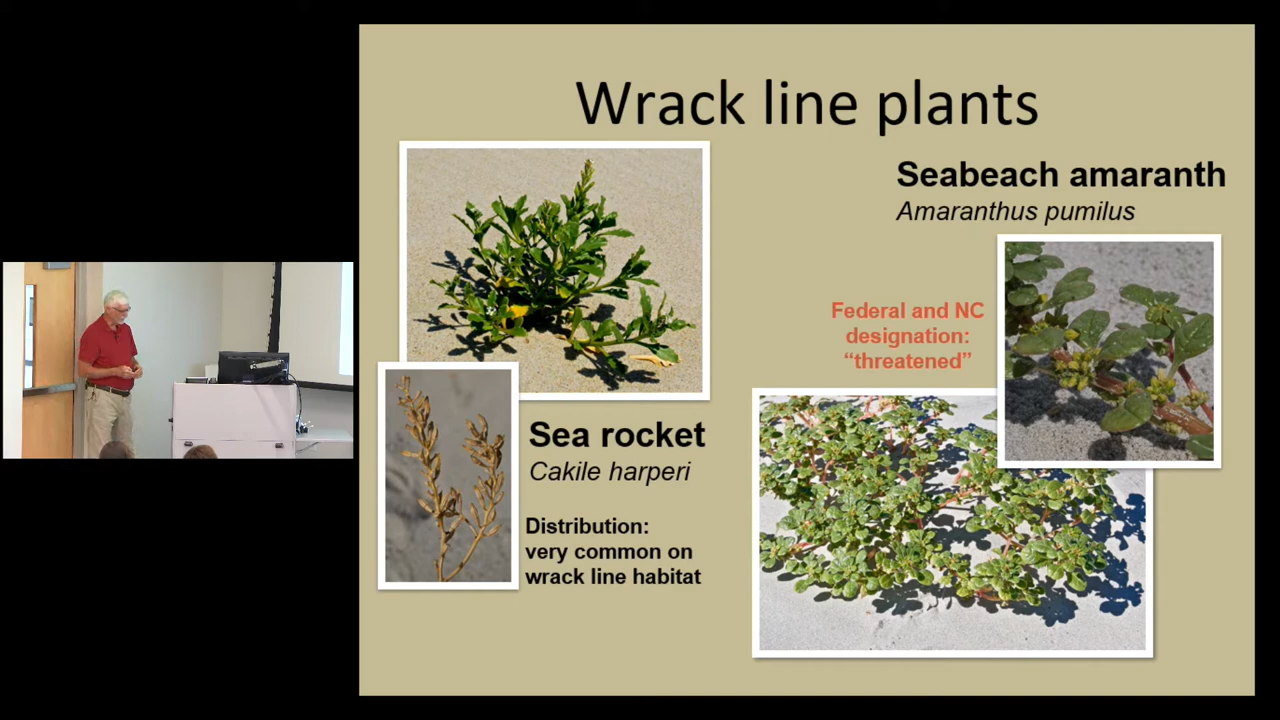 Wrack line plants
Seabeach amaranth
Amaranthus pumilus
Federal and NC
designation:
“threatened”
Sea rocket
Cakile harperi
Distribution:
very common on
wrack line habitat